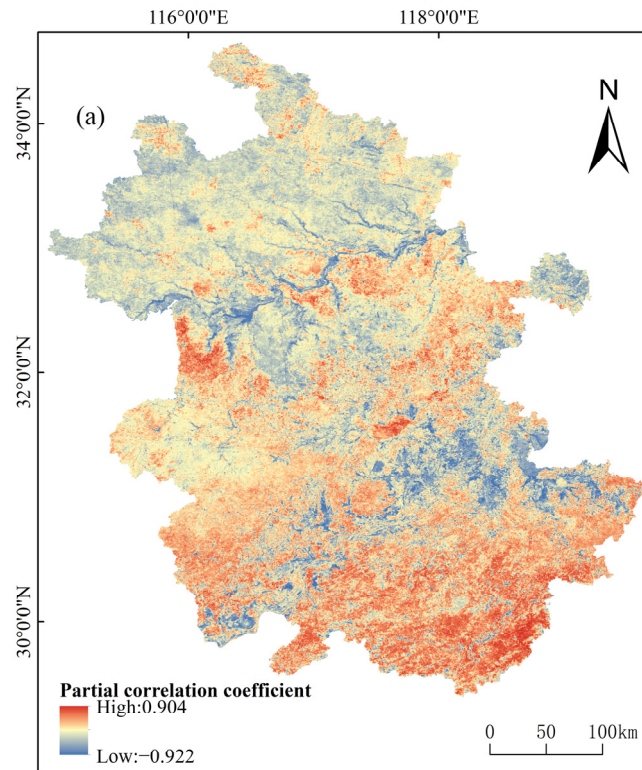 116°0'0"E 118°0'0"E
N
(a)
34°0'0"N
32°0'0"N
30°0'0"N
Partial correlation coefficient
High:0.904
Low:−0.922
0 50 100km